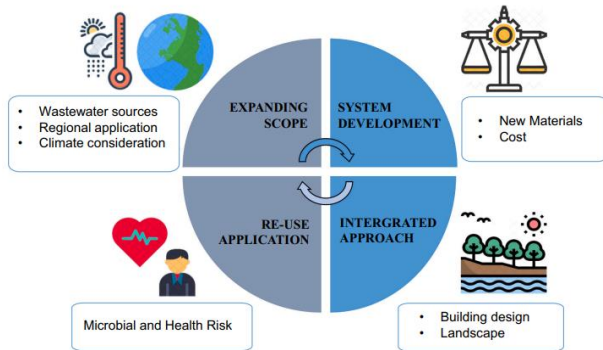 EXPANDING
SCOPE
SYSTEM
DEVELOPMENT
• Wastewater sources
• Regional application
• Climate consideration
• New Materials
• Cost
RE-USE
APPLICATION
INTERGRATED
APPROACH
Microbial and Health Risk
• Building design
• Landscape